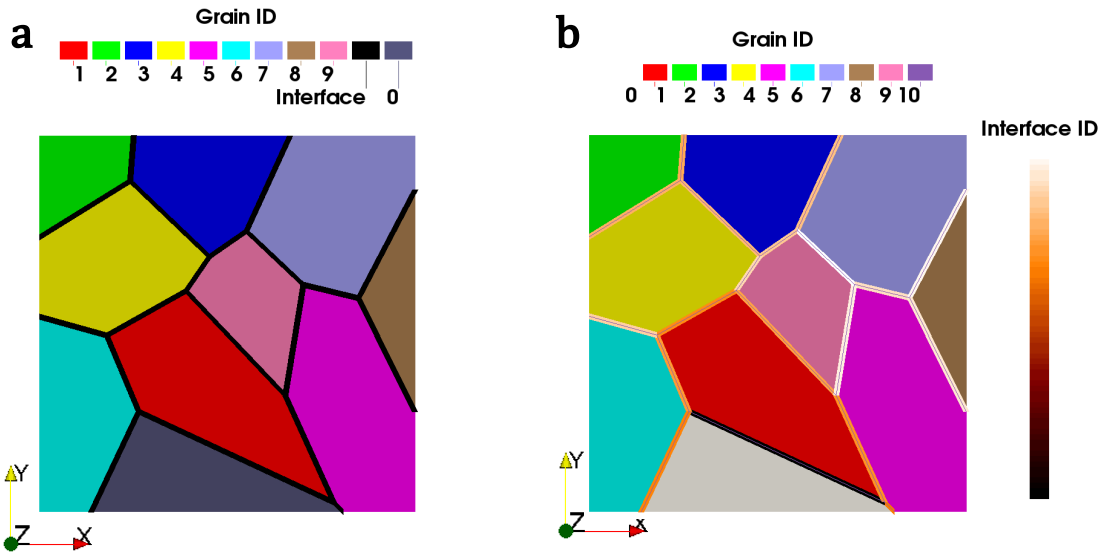 a
Grain ID
1 2 3 4 5 6 7 8 9
Interface 0
Y
Z X
b
Grain ID
0 1 2 3 4 5 6 7 8 9 10
Interface ID
Y
Z x